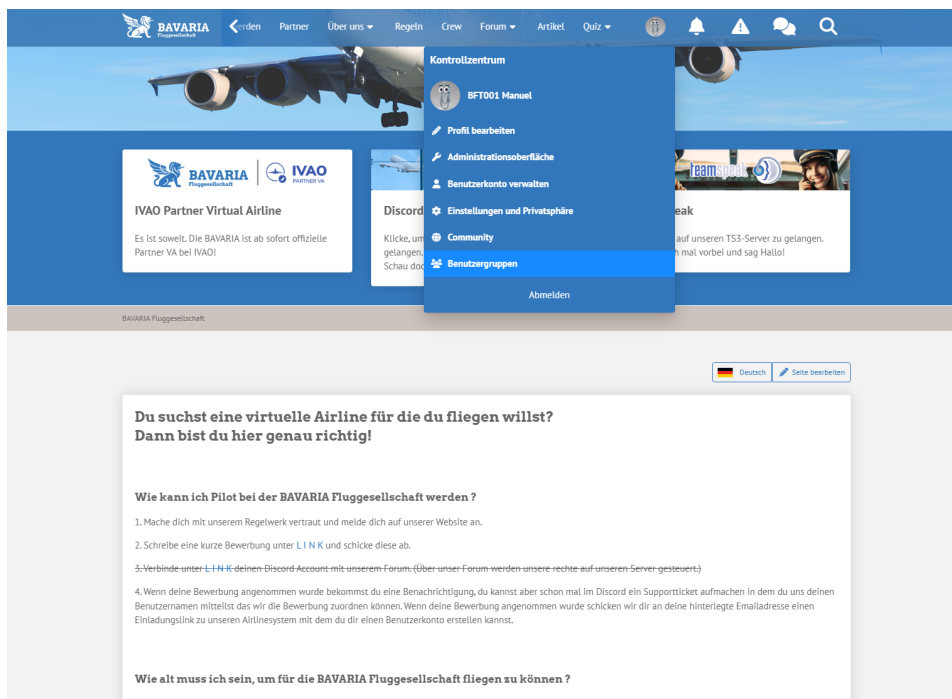 BAVARIA
Fluggesellschaft
erden Partner Über uns Regeln Crew Forum Artikel Quiz
Kontrollzentrum
BFT001 Manuel
Profil bearbeiten
Administrationsoberfläche
Benutzerkonto verwalten
Einstellungen und Privatsphäre
Community
Benutzergruppen
Abmelden
BAVARIA
Fluggesellschaft
IVAO
PARTNER VA
IVAO Partner Virtual Airline
Es ist soweit. Die BAVARIA ist ab sofort offizielle
Partner VA bei IVAO!
Discord
Klicke, um
gelangen.
Schau doc
teamspeak
eak
auf unseren TS3-Server zu gelangen.
h mal vorbei und sag Hallo!
BAVARIA Fluggesellschaft
Deutsch
Seite bearbeiten
Du suchst eine virtuelle Airline für die du fliegen willst?
Dann bist du hier genau richtig!
Wie kann ich Pilot bei der BAVARIA Fluggesellschaft werden ?
1. Mache dich mit unserem Regelwerk vertraut und melde dich auf unserer Website an.
2. Schreibe eine kurze Bewerbung unter L I N K und schicke diese ab.
3. Verbinde unter L I N K deinen Discord Account mit unserem Forum. (Über unser Forum werden unsere rechte auf unseren Server gesteuert.)
4. Wenn deine Bewerbung angenommen wurde bekommst du eine Benachrichtigung, du kannst aber schon mal im Discord ein Supportticket aufmachen in dem du uns deinen
Benutzernamen mitteilst das wir die Bewerbung zuordnen können. Wenn deine Bewerbung angenommen wurde schicken wir dir an deine hinterlegte Emailadresse einen
Einladungslink zu unseren Airlinesystem mit dem du dir einen Benutzerkonto erstellen kannst.
Wie alt muss ich sein, um für die BAVARIA Fluggesellschaft fliegen zu können ?